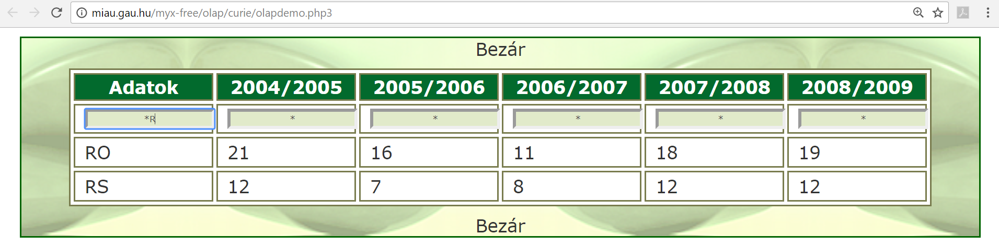 miau.gau.hu/myx-free/olap/curie/olapdemo.php3
Bezár
Adatok 2004/2005 2005/2006 2006/2007 2007/2008 2008/2009
*R * * * * *
RO 21 16 11 18 19
RS 12 7 8 12 12
Bezár